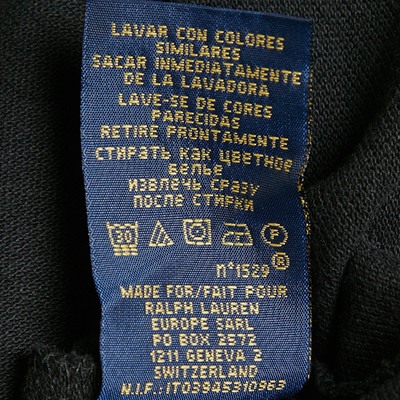 LAVAR CON COLORES
SIMILARES
SACAR INMEDIATAMENTE
DE LA LAVADORA
LAVE-SE DE CORES
PARECIDAS
RETIRE PRONTAMENTE
СТИРАТЬ КАК ЦВЕТНОЕ
БЕЛЬЕ
ИЗВЛЕЧЬ СРАЗУ
ПОСЛЕ СТИРКИ
30 P
n°1529 ®
MADE FOR/FAIT POUR
RALPH LAUREN
EUROPE SARL
PO BOX 2572
1211 GENEVA 2
SWITZERLAND
N.I.F.:IT03945310963